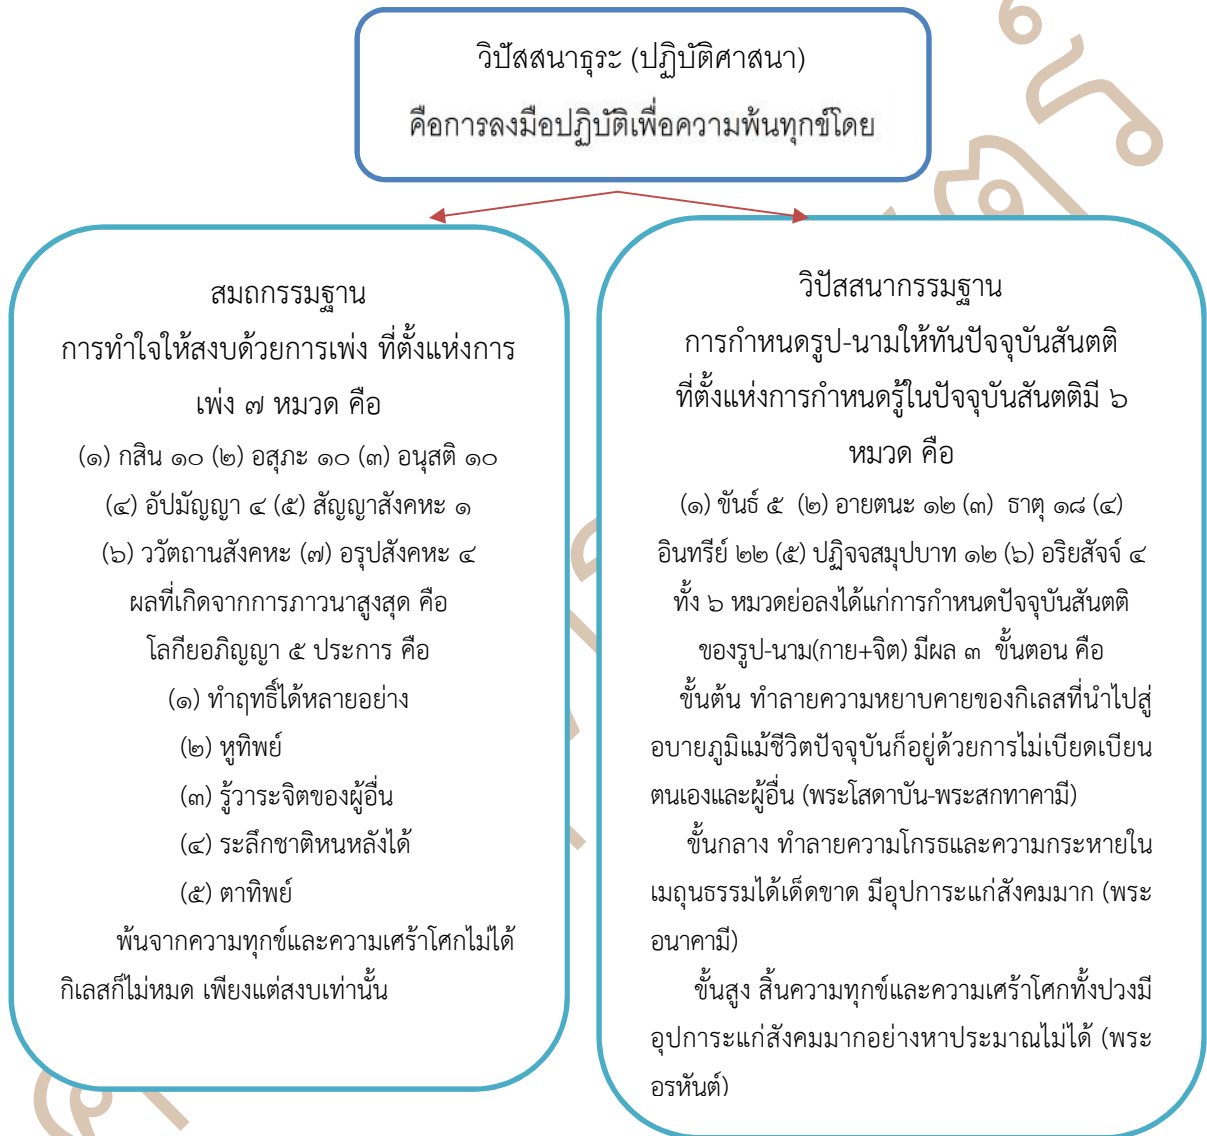 วิปัสสนาธุระ (ปฏิบัติศาสนา)
คือการลงมือปฏิบัติเพื่อความพ้นทุกข์โดย
สมถกรรมฐาน
การทำใจให้สงบด้วยการเพ่ง ที่ตั้งแห่งการ
เพ่ง ๗ หมวด คือ
(๑) กสิน ๑๐ (๒) อสุภะ ๑๐ (๓) อนุสติ ๑๐
(๔) อัปมัญญา ๔ (๕) สัญญาสังคหะ ๑
(๖) ววัตถานสังคหะ (๗) อรุปสังคหะ ๔
ผลที่เกิดจากการภาวนาสูงสุด คือ
โลกียอภิญญา ๕ ประการ คือ
(๑) ทำฤทธิ์ได้หลายอย่าง
(๒) หูทิพย์
(๓) รู้วาระจิตของผู้อื่น
(๔) ระลึกชาติหนหลังได้
(๕) ตาทิพย์
พ้นจากความทุกข์และความเศร้าโศกไม่ได้
กิเลสก็ไม่หมด เพียงแต่สงบเท่านั้น
วิปัสสนากรรมฐาน
การกำหนดรูป-นามให้ทันปัจจุบันสันตติ
ที่ตั้งแห่งการกำหนดรู้ในปัจจุบันสันตติมี ๖
หมวด คือ
(๑) ขันธ์ ๕ (๒) อายตนะ ๑๒ (๓) ธาตุ ๑๘ (๔)
อินทรีย์ ๒๒ (๕) ปฏิจจสมุปบาท ๑๒ (๖) อริยสัจจ์ ๔
ทั้ง ๖ หมวดย่อลงได้แก่การกำหนดปัจจุบันสันตติ
ของรูป-นาม(กาย+จิต) มีผล ๓ ขั้นตอน คือ
ขั้นต้น ทำลายความหยาบคายของกิเลสที่นำไปสู่
อบายภูมิแม้ชีวิตปัจจุบันก็อยู่ด้วยการไม่เบียดเบียน
ตนเองและผู้อื่น (พระโสดาบัน-พระสกทาคามี)
ขั้นกลาง ทำลายความโกรธและความกระหายใน
เมถุนธรรมได้เด็ดขาด มีอุปการะแก่สังคมมาก (พระ
อนาคามี)
ขั้นสูง สิ้นความทุกข์และความเศร้าโศกทั้งปวงมี
อุปการะแก่สังคมมากอย่างหาประมาณไม่ได้ (พระ
อรหันต์)